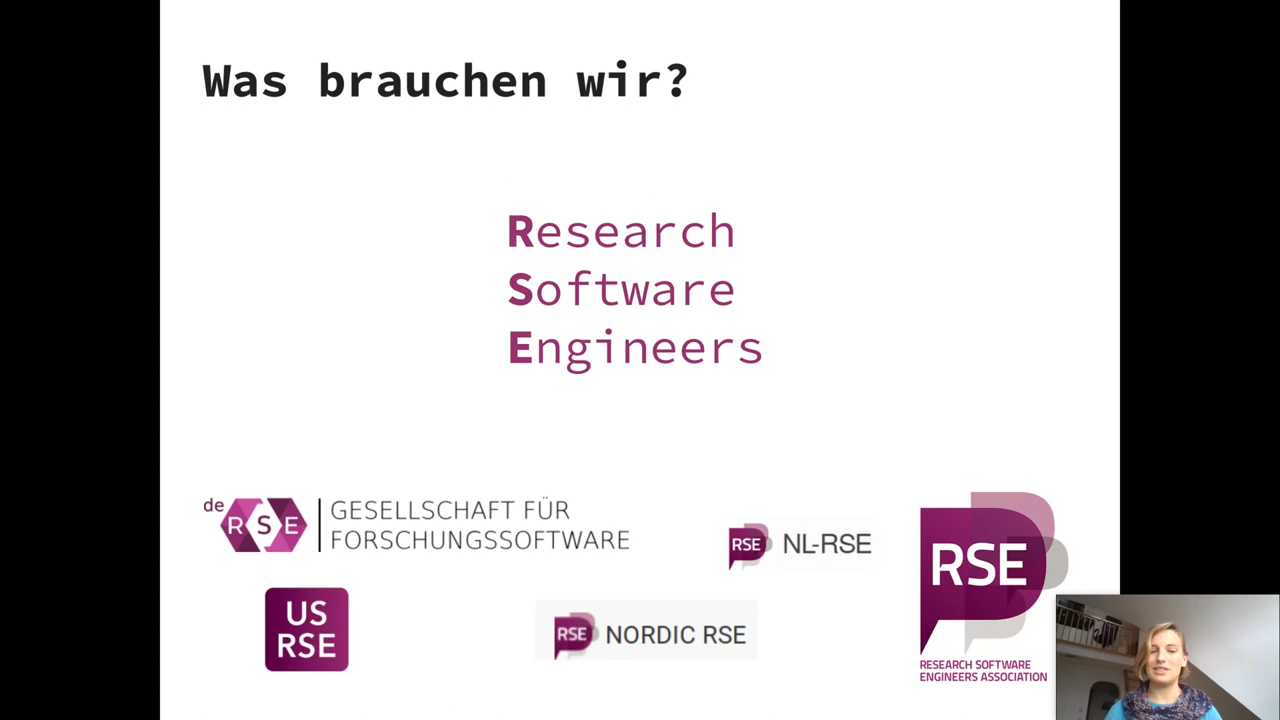 Was brauchen wir?
Research
Software
Engineers
de RSE GESELLSCHAFT FÜR
FORSCHUNGSSOFTWARE
RSE NL-RSE
RSE
RESEARCH SOFTWARE
ENGINEERS ASSOCIATION
US
RSE
RSE NORDIC RSE